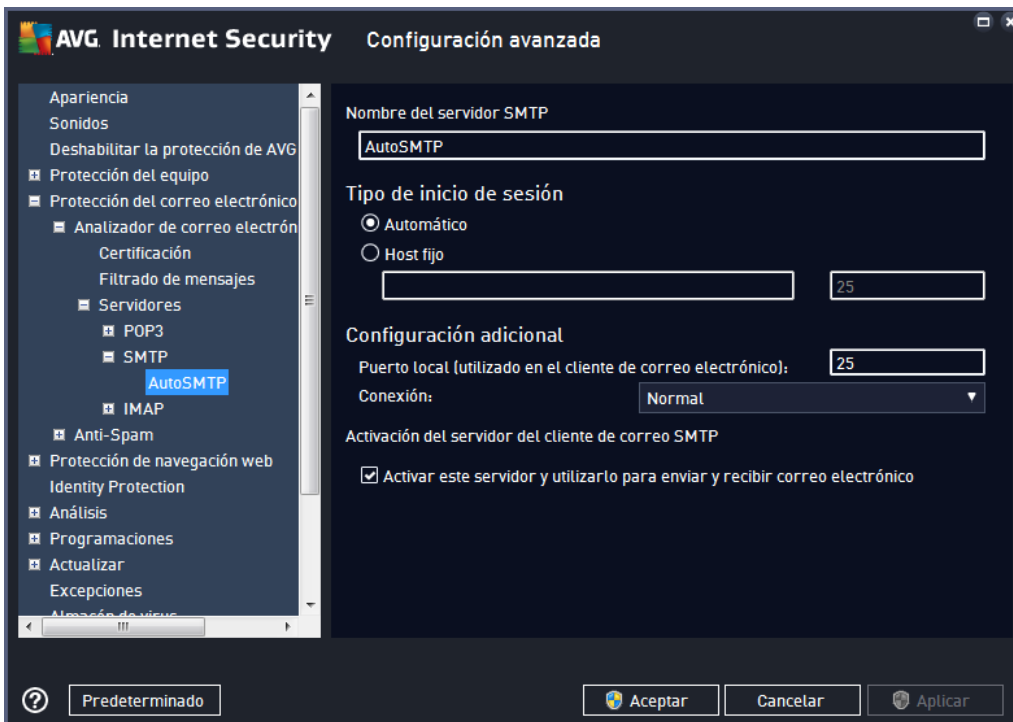 AVG. Internet Security Configuración avanzada
Apariencia
Sonidos
Deshabilitar la protección de AVG
Protección del equipo
Protección del correo electrónico
Analizador de correo electrón
Certificación
Filtrado de mensajes
Servidores
POP3
SMTP
AutoSMTP
IMAP
Anti-Spam
Protección de navegación web
Identity Protection
Análisis
Programaciones
Actualizar
Excepciones
Almacén de virus
Nombre del servidor SMTP
AutoSMTP
Tipo de inicio de sesión
Automático
Host fijo
25
Configuración adicional
Puerto local (utilizado en el cliente de correo electrónico): 25
Conexión: Normal
Activación del servidor del cliente de correo SMTP
Activar este servidor y utilizarlo para enviar y recibir correo electrónico
? Predeterminado Aceptar Cancelar Aplicar